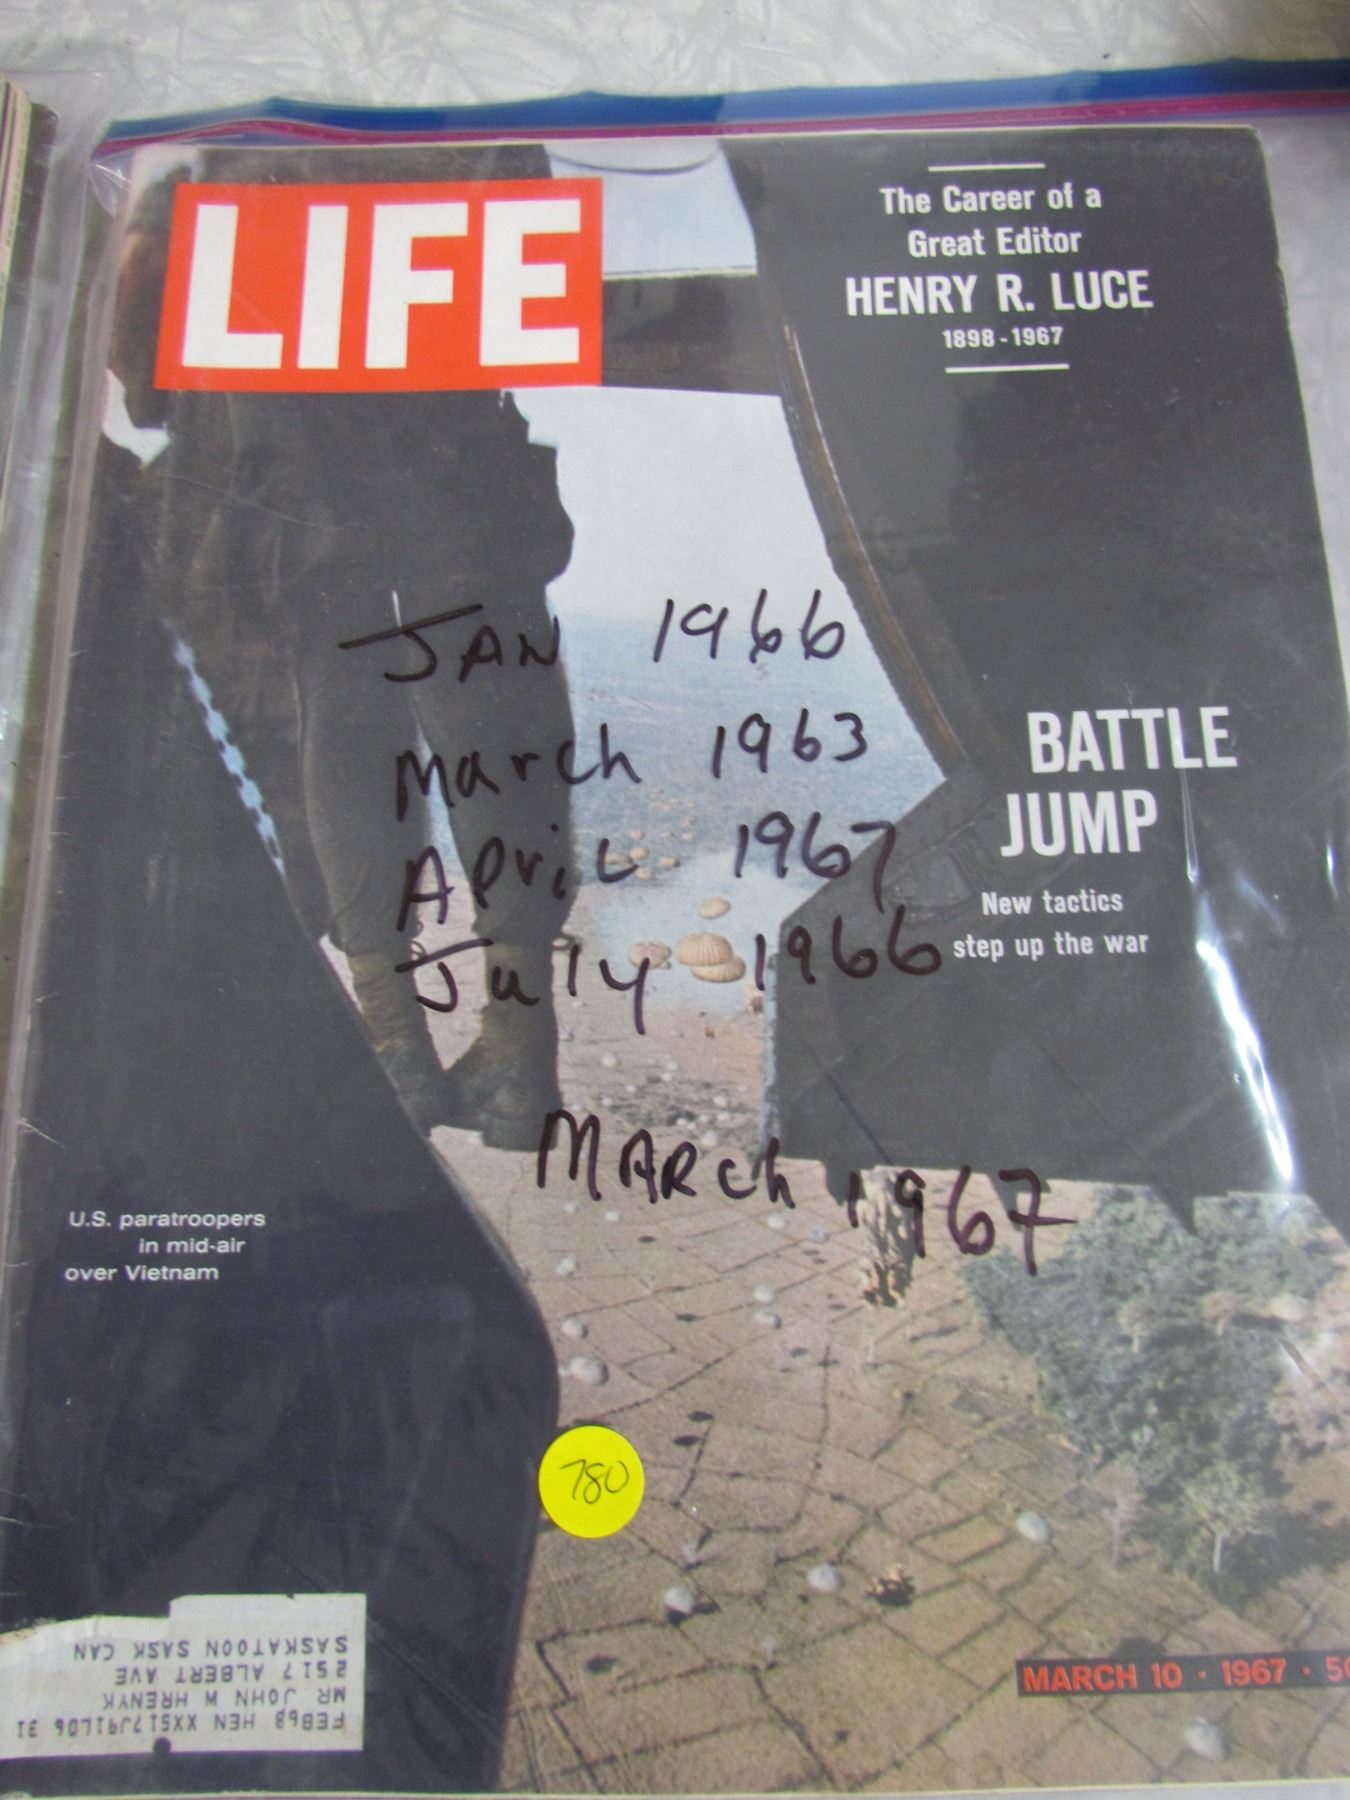 LIFE
The Career of a
Great Editor
HENRY R. LUCE
1898-1967
JAN 1966
March 1963
April 1967
July 1966
BATTLE
JUMP
New tactics
step up the war
MARCh 1967
U.S. paratroopers
in mid-air
over Vietnam
780
MARCH 10 · 1967 ·
FEB68 HEN XX517J91L06 31
MR JOHN W HRENYK
2517 ALBERT AVE
SASKATOON SASK CAN